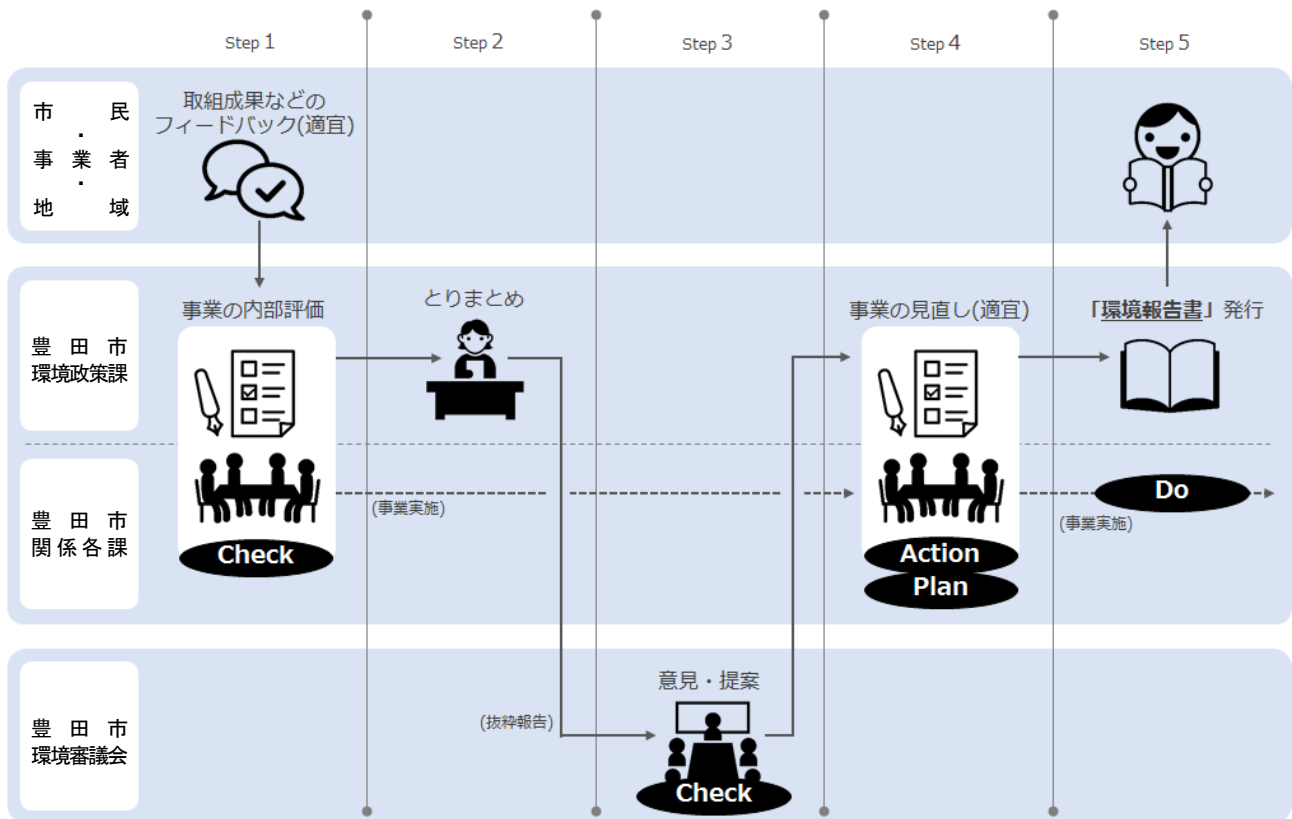 Step 1
Step 2
Step 3
Step 4
Step 5
市民
・
事業者
・
地域
取組成果などの
フィードバック(適宜)
豊田市
環境政策課
事業の内部評価
とりまとめ
事業の見直し(適宜)
「環境報告書」発行
豊田市
関係各課
Check
(事業実施)
Action
Plan
(事業実施)
Do
豊田市
環境審議会
(抜粋報告)
意見・提案
Check